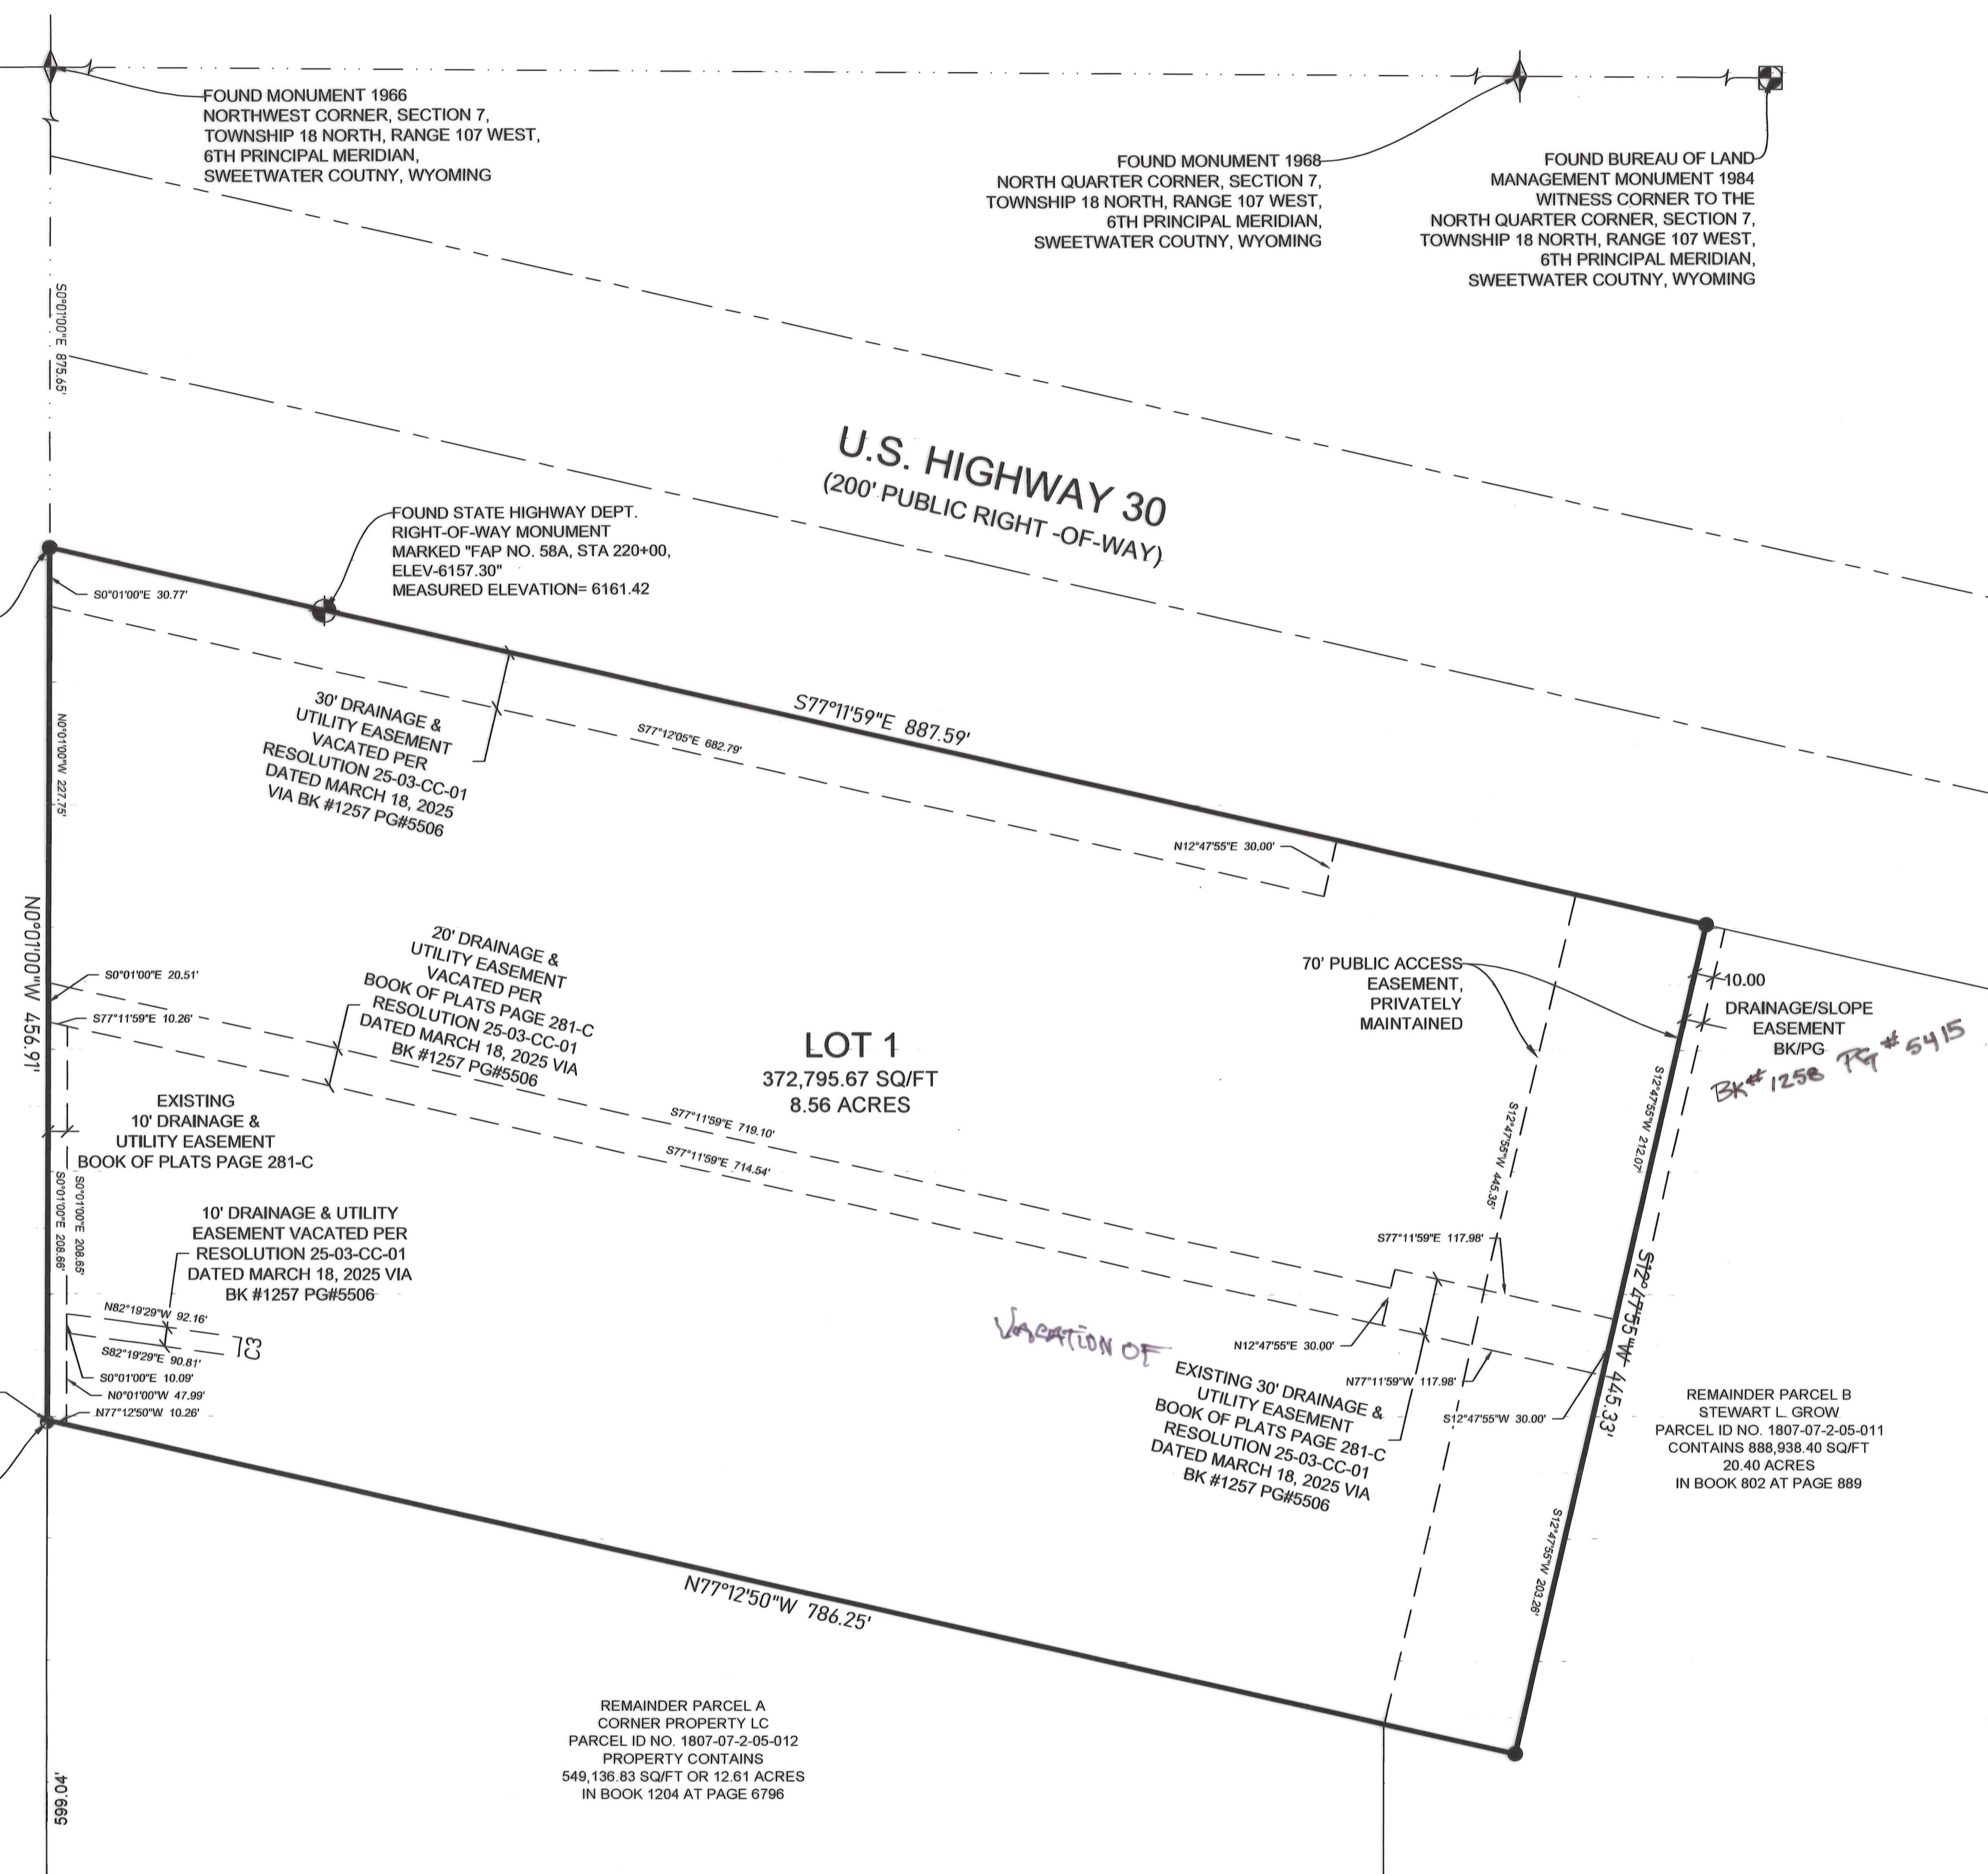 FOUND MONUMENT 1966
NORTHWEST CORNER, SECTION 7,
TOWNSHIP 18 NORTH, RANGE 107 WEST,
6TH PRINCIPAL MERIDIAN,
SWEETWATER COUTNY, WYOMING
FOUND MONUMENT 1968
NORTH QUARTER CORNER, SECTION 7,
TOWNSHIP 18 NORTH, RANGE 107 WEST,
6TH PRINCIPAL MERIDIAN,
SWEETWATER COUTNY, WYOMING
FOUND BUREAU OF LAND
MANAGEMENT MONUMENT 1984
WITNESS CORNER TO THE
NORTH QUARTER CORNER, SECTION 7,
TOWNSHIP 18 NORTH, RANGE 107 WEST,
6TH PRINCIPAL MERIDIAN,
SWEETWATER COUTNY, WYOMING
S0°01'00"E 875.65'
U.S. HIGHWAY 30
(200' PUBLIC RIGHT -OF-WAY)
FOUND STATE HIGHWAY DEPT.
RIGHT-OF-WAY MONUMENT
MARKED "FAP NO. 58A, STA 220+00,
ELEV-6157.30"
MEASURED ELEVATION= 6161.42
S0°01'00"E 30.77'
N0°01'00"W 227.75'
30' DRAINAGE &
UTILITY EASEMENT
VACATED PER
RESOLUTION 25-03-CC-01
DATED MARCH 18, 2025
VIA BK #1257 PG#5506
S77°11'59"E 887.59'
S77°12'05"E 682.79'
N12°47'55"E 30.00'
N0°01'00"W 456.91'
S0°01'00"E 20.51'
S77°11'59"E 10.26'
20' DRAINAGE &
UTILITY EASEMENT
VACATED PER
BOOK OF PLATS PAGE 281-C
RESOLUTION 25-03-CC-01
DATED MARCH 18, 2025 VIA
BK #1257 PG#5506
LOT 1
372,795.67 SQ/FT
8.56 ACRES
70' PUBLIC ACCESS
EASEMENT,
PRIVATELY
MAINTAINED
10.00
DRAINAGE/SLOPE
EASEMENT
BK/PG
BK# 1258 PG# 5415
S12°47'55"W 212.07'
S12°47'55"W 445.35'
EXISTING
10' DRAINAGE &
UTILITY EASEMENT
BOOK OF PLATS PAGE 281-C
S0°01'00"E 208.66'
S0°01'00"E 208.65'
S77°11'59"E 719.10'
S77°11'59"E 714.54'
10' DRAINAGE & UTILITY
EASEMENT VACATED PER
RESOLUTION 25-03-CC-01
DATED MARCH 18, 2025 VIA
BK #1257 PG#5506
N82°19'29"W 92.16'
C3
S82°19'29"E 90.81'
S0°01'00"E 10.09'
N0°01'00"W 47.99'
N77°12'50"W 10.26'
S77°11'59"E 117.98'
N12°47'55"E 30.00'
N77°11'59"W 117.98'
S12°47'55"W 30.00'
S12°47'55"W 445.33'
VACATION OF
EXISTING 30' DRAINAGE &
UTILITY EASEMENT
BOOK OF PLATS PAGE 281-C
RESOLUTION 25-03-CC-01
DATED MARCH 18, 2025 VIA
BK #1257 PG#5506
REMAINDER PARCEL B
STEWART L. GROW
PARCEL ID NO. 1807-07-2-05-011
CONTAINS 888,938.40 SQ/FT
20.40 ACRES
IN BOOK 802 AT PAGE 889
S12°47'55"W 203.26'
N77°12'50"W 786.25'
REMAINDER PARCEL A
CORNER PROPERTY LC
PARCEL ID NO. 1807-07-2-05-012
PROPERTY CONTAINS
549,136.83 SQ/FT OR 12.61 ACRES
IN BOOK 1204 AT PAGE 6796
599.04'